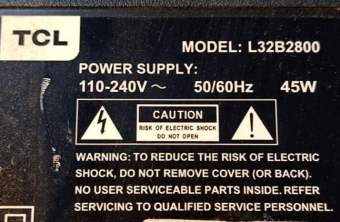 TCL
MODEL: L32B2800
POWER SUPPLY:
110-240V ~ 50/60Hz 45W
CAUTION
RISK OF ELECTRIC SHOCK
DO NOT OPEN
WARNING: TO REDUCE THE RISK OF ELECTRIC
SHOCK, DO NOT REMOVE COVER (OR BACK).
NO USER SERVICEABLE PARTS INSIDE. REFER
SERVICING TO QUALIFIED SERVICE PERSONNEL.